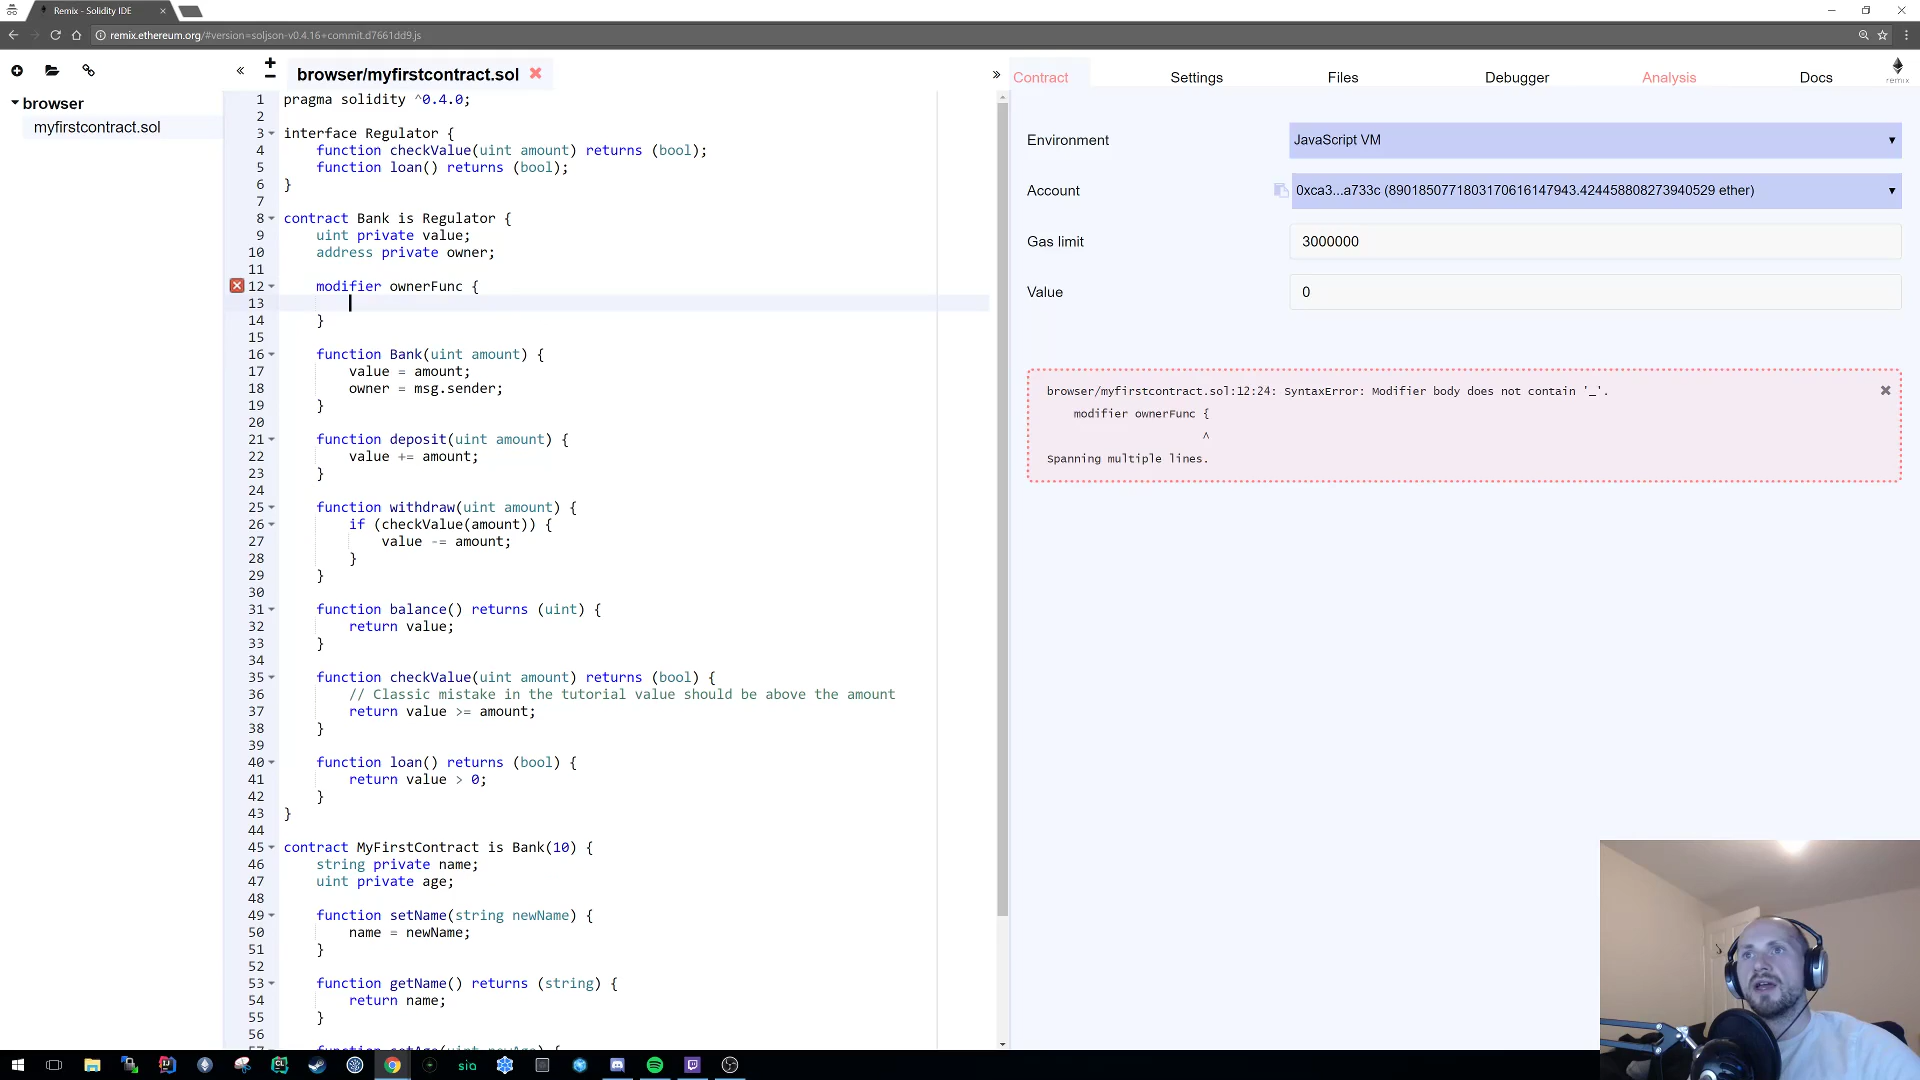 Remix - Solidity IDE
remix.ethereum.org/#version=soljson-v0.4.16+commit.d7661dd9.js
browser
myfirstcontract.sol
browser/myfirstcontract.sol
1 pragma solidity ^0.4.0;
2
3 interface Regulator {
4 function checkValue(uint amount) returns (bool);
5 function loan() returns (bool);
6 }
7
8 contract Bank is Regulator {
9 uint private value;
10 address private owner;
11
12 modifier ownerFunc {
13
14 }
15
16 function Bank(uint amount) {
17 value = amount;
18 owner = msg.sender;
19 }
20
21 function deposit(uint amount) {
22 value += amount;
23 }
24
25 function withdraw(uint amount) {
26 if (checkValue(amount)) {
27 value -= amount;
28 }
29 }
30
31 function balance() returns (uint) {
32 return value;
33 }
34
35 function checkValue(uint amount) returns (bool) {
36 // Classic mistake in the tutorial value should be above the amount
37 return value >= amount;
38 }
39
40 function loan() returns (bool) {
41 return value > 0;
42 }
43 }
44
45 contract MyFirstContract is Bank(10) {
46 string private name;
47 uint private age;
48
49 function setName(string newName) {
50 name = newName;
51 }
52
53 function getName() returns (string) {
54 return name;
55 }
56
57 function setAge(uint newAge) {
Contract
Settings
Files
Debugger
Analysis
Docs
remix
Environment
JavaScript VM
Account
0xca3...a733c (8901850771803170616147943.424458808273940529 ether)
Gas limit
3000000
Value
0
browser/myfirstcontract.sol:12:24: SyntaxError: Modifier body does not contain '_'.
modifier ownerFunc {
^
Spanning multiple lines.
sia